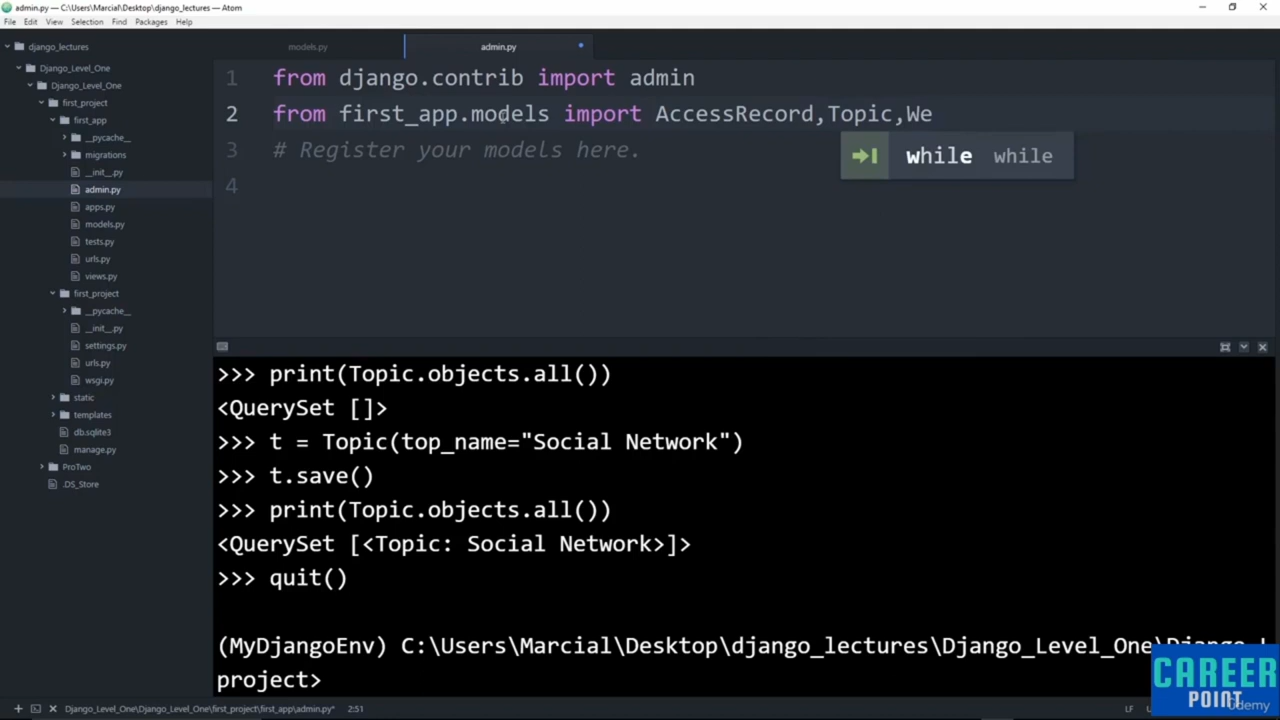 admin.py — C:\Users\Marcial\Desktop\django_lectures — Atom
File Edit View Selection Find Packages Help
django_lectures
Django_Level_One
Django_Level_One
first_project
first_app
__pycache__
migrations
__init__.py
admin.py
apps.py
models.py
tests.py
urls.py
views.py
first_project
__pycache__
__init__.py
settings.py
urls.py
wsgi.py
static
templates
db.sqlite3
manage.py
ProTwo
.DS_Store
models.py admin.py
1 from django.contrib import admin
2 from first_app.models import AccessRecord,Topic,We
3 # Register your models here.
4
while while
>>> print(Topic.objects.all())
<QuerySet []>
>>> t = Topic(top_name="Social Network")
>>> t.save()
>>> print(Topic.objects.all())
<QuerySet [<Topic: Social Network>]>
>>> quit()
(MyDjangoEnv) C:\Users\Marcial\Desktop\django_lectures\Django_Level_One\Django_L
project>
Django_Level_One\Django_Level_One\first_project\first_app\admin.py* 2:51
LF
CAREER
POINT
Udemy